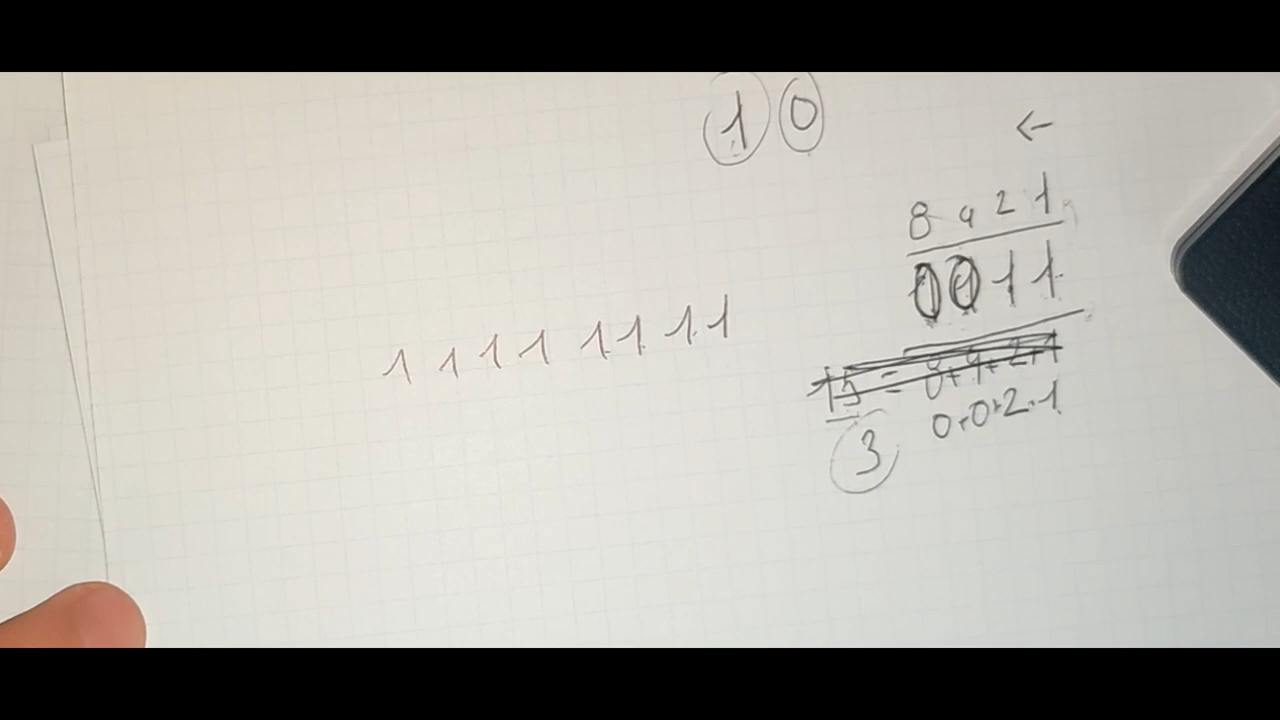 1 0
←
8 4 2 1
0 0 1 1
1 1 1 1 1 1 1 1
15 = 8+4+2+1
0+0+2+1
3